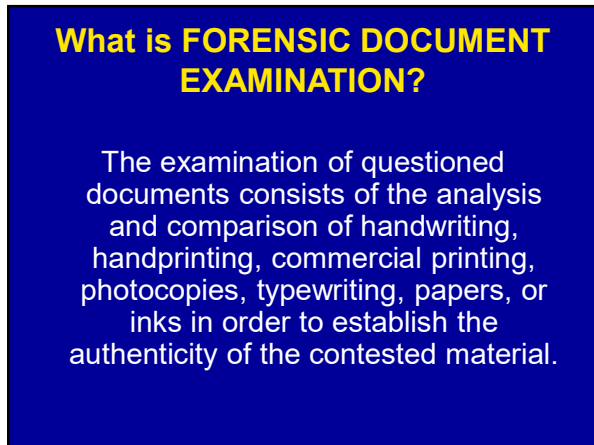 What is FORENSIC DOCUMENT
EXAMINATION?
The examination of questioned
documents consists of the analysis
and comparison of handwriting,
handprinting, commercial printing,
photocopies, typewriting, papers, or
inks in order to establish the
authenticity of the contested material.